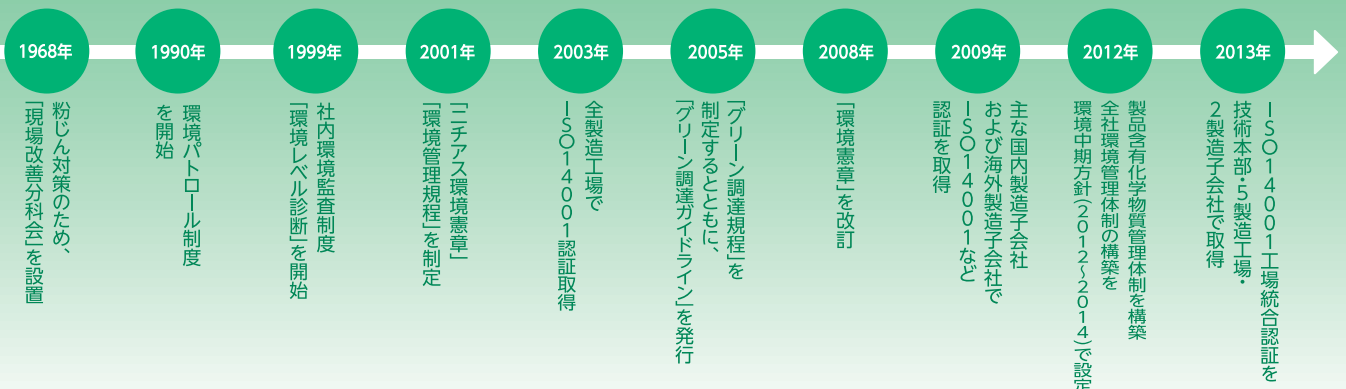 1968年
粉じん対策のため、
「現場改善分科会」を設置
1990年
環境パトロール制度
を開始
1999年
社内環境監査制度
「環境レベル診断」を開始
2001年
「ニチアス環境憲章」
「環境管理規程」を制定
2003年
全製造工場で
ISO14001認証取得
2005年
「グリーン調達規程」を
制定するとともに、
「グリーン調達ガイドライン」を発行
2008年
「環境憲章」を改訂
2009年
主な国内製造子会社
および海外製造子会社で
ISO14001など
認証を取得
2012年
製品含有化学物質管理体制を構築
全社環境管理体制の構築を
環境中期方針(2012〜2014)で設定
2013年
ISO14001工場統合認証を
技術本部・5製造工場・
2製造子会社で取得